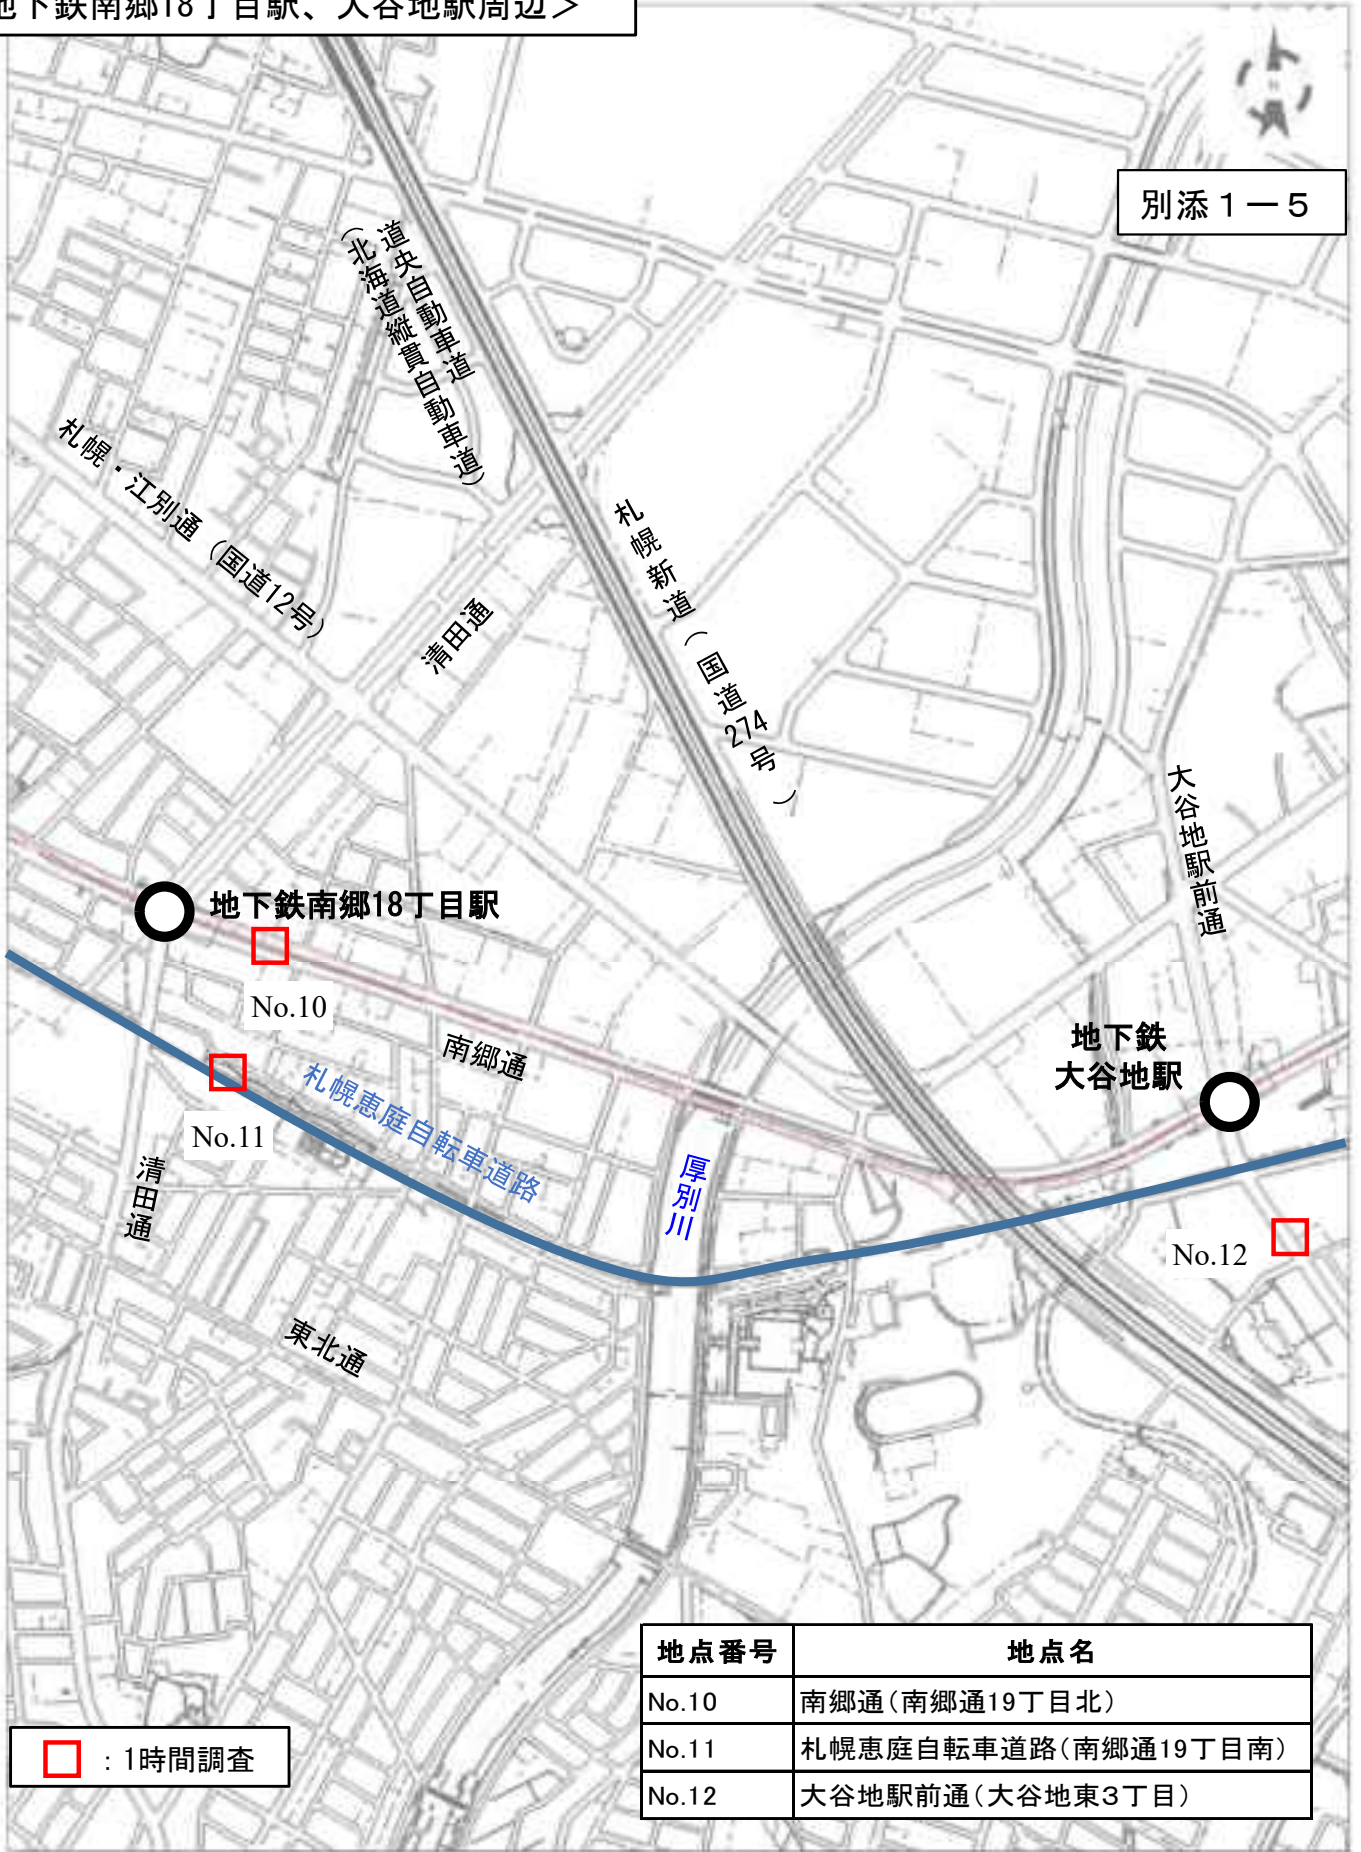 地下鉄南郷18丁目駅、大谷地駅周辺＞
別添１－５
道央自動車道
（北海道縦貫自動車道）
札幌・江別通（国道12号）
清田通
札幌新道（国道274号）
大谷地駅前通
地下鉄南郷18丁目駅
No.10
南郷通
地下鉄
大谷地駅
札幌恵庭自転車道路
No.11
清田通
厚別川
No.12
東北通
地点番号 地点名
No.10 南郷通（南郷通19丁目北）
No.11 札幌恵庭自転車道路（南郷通19丁目南）
No.12 大谷地駅前通（大谷地東３丁目）
：1時間調査